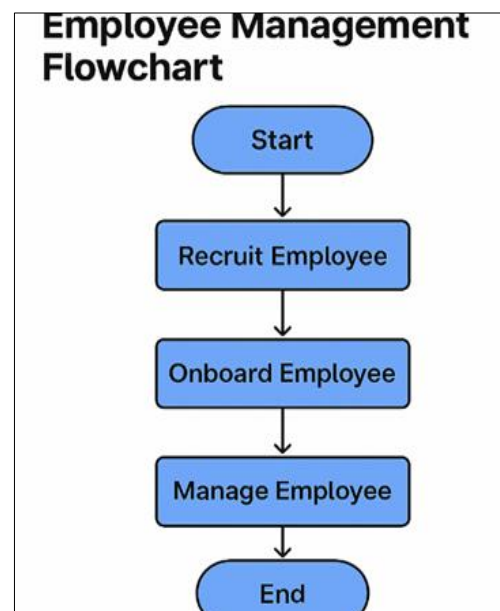 Employee Management
Flowchart
Start
Recruit Employee
Onboard Employee
Manage Employee
End